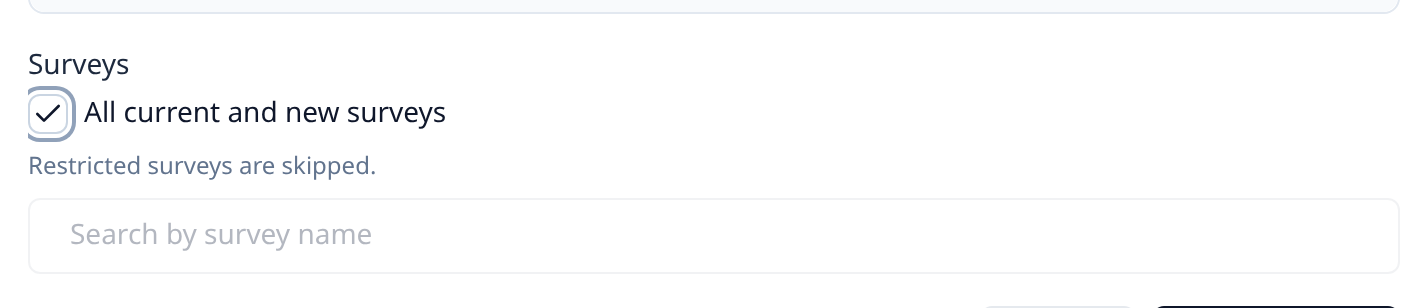 Surveys
All current and new surveys
Restricted surveys are skipped.
Search by survey name